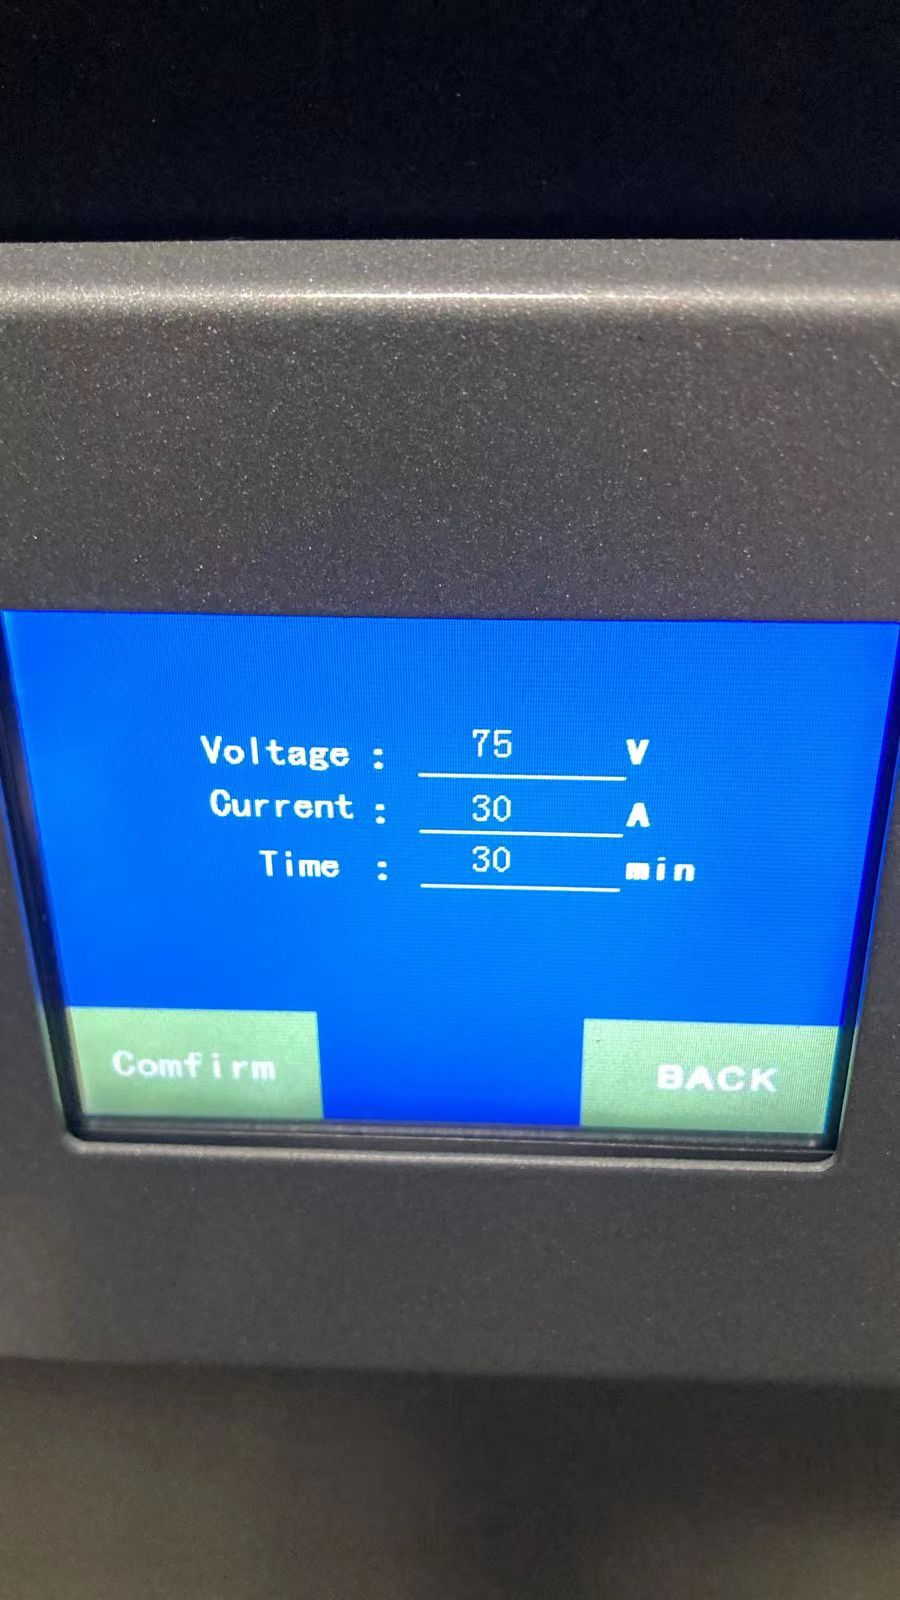 Voltage : 75 V
Current : 30 A
Time : 30 min
Comfirm BACK